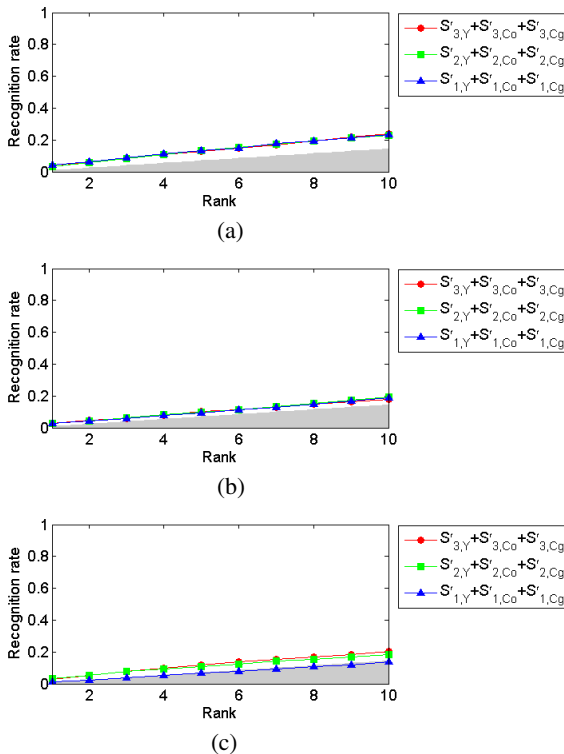 1
0.8
0.6
0.4
0.2
0
Recognition rate
2 4 6 8 10
Rank
S'3,Y+S'3,Co+S'3,Cg
S'2,Y+S'2,Co+S'2,Cg
S'1,Y+S'1,Co+S'1,Cg
(a)
1
0.8
0.6
0.4
0.2
0
Recognition rate
2 4 6 8 10
Rank
S'3,Y+S'3,Co+S'3,Cg
S'2,Y+S'2,Co+S'2,Cg
S'1,Y+S'1,Co+S'1,Cg
(b)
1
0.8
0.6
0.4
0.2
0
Recognition rate
2 4 6 8 10
Rank
S'3,Y+S'3,Co+S'3,Cg
S'2,Y+S'2,Co+S'2,Cg
S'1,Y+S'1,Co+S'1,Cg
(c)